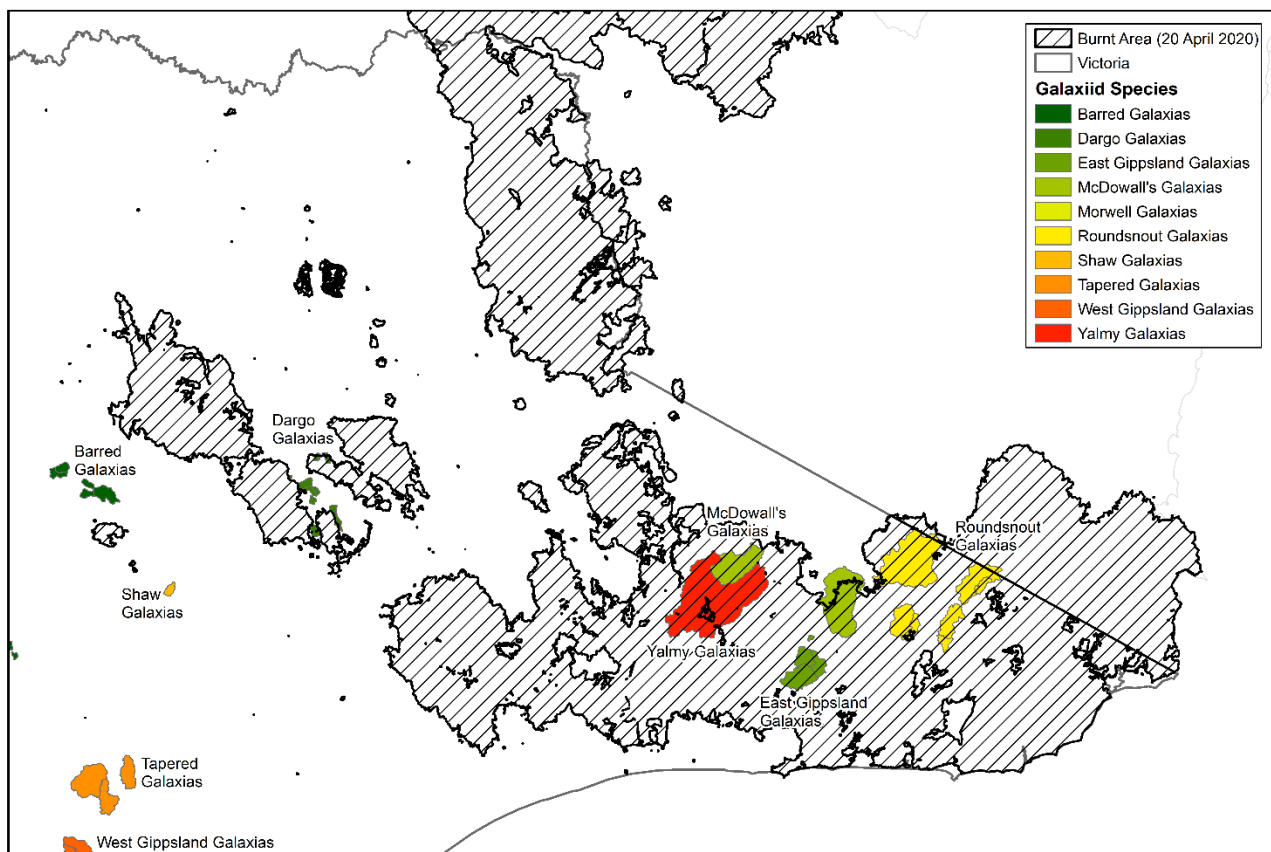 Burnt Area (20 April 2020)
Victoria
Galaxiid Species
Barred Galaxias
Dargo Galaxias
East Gippsland Galaxias
McDowall's Galaxias
Morwell Galaxias
Roundsnout Galaxias
Shaw Galaxias
Tapered Galaxias
West Gippsland Galaxias
Yalmy Galaxias
Dargo
Galaxias
Barred
Galaxias
McDowall's
Galaxias
Roundsnout
Galaxias
Shaw
Galaxias
Yalmy Galaxias
East Gippsland
Galaxias
Tapered
Galaxias
West Gippsland Galaxias